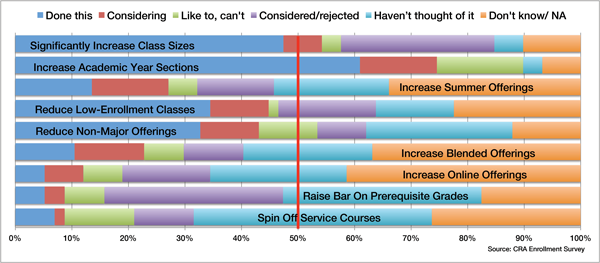 Done this Considering Like to, can't Considered/rejected Haven't thought of it Don't know/ NA
Significantly Increase Class Sizes
Increase Academic Year Sections
Increase Summer Offerings
Reduce Low-Enrollment Classes
Reduce Non-Major Offerings
Increase Blended Offerings
Increase Online Offerings
Raise Bar On Prerequisite Grades
Spin Off Service Courses
0% 10% 20% 30% 40% 50% 60% 70% 80% 90% 100%
Source: CRA Enrollment Survey